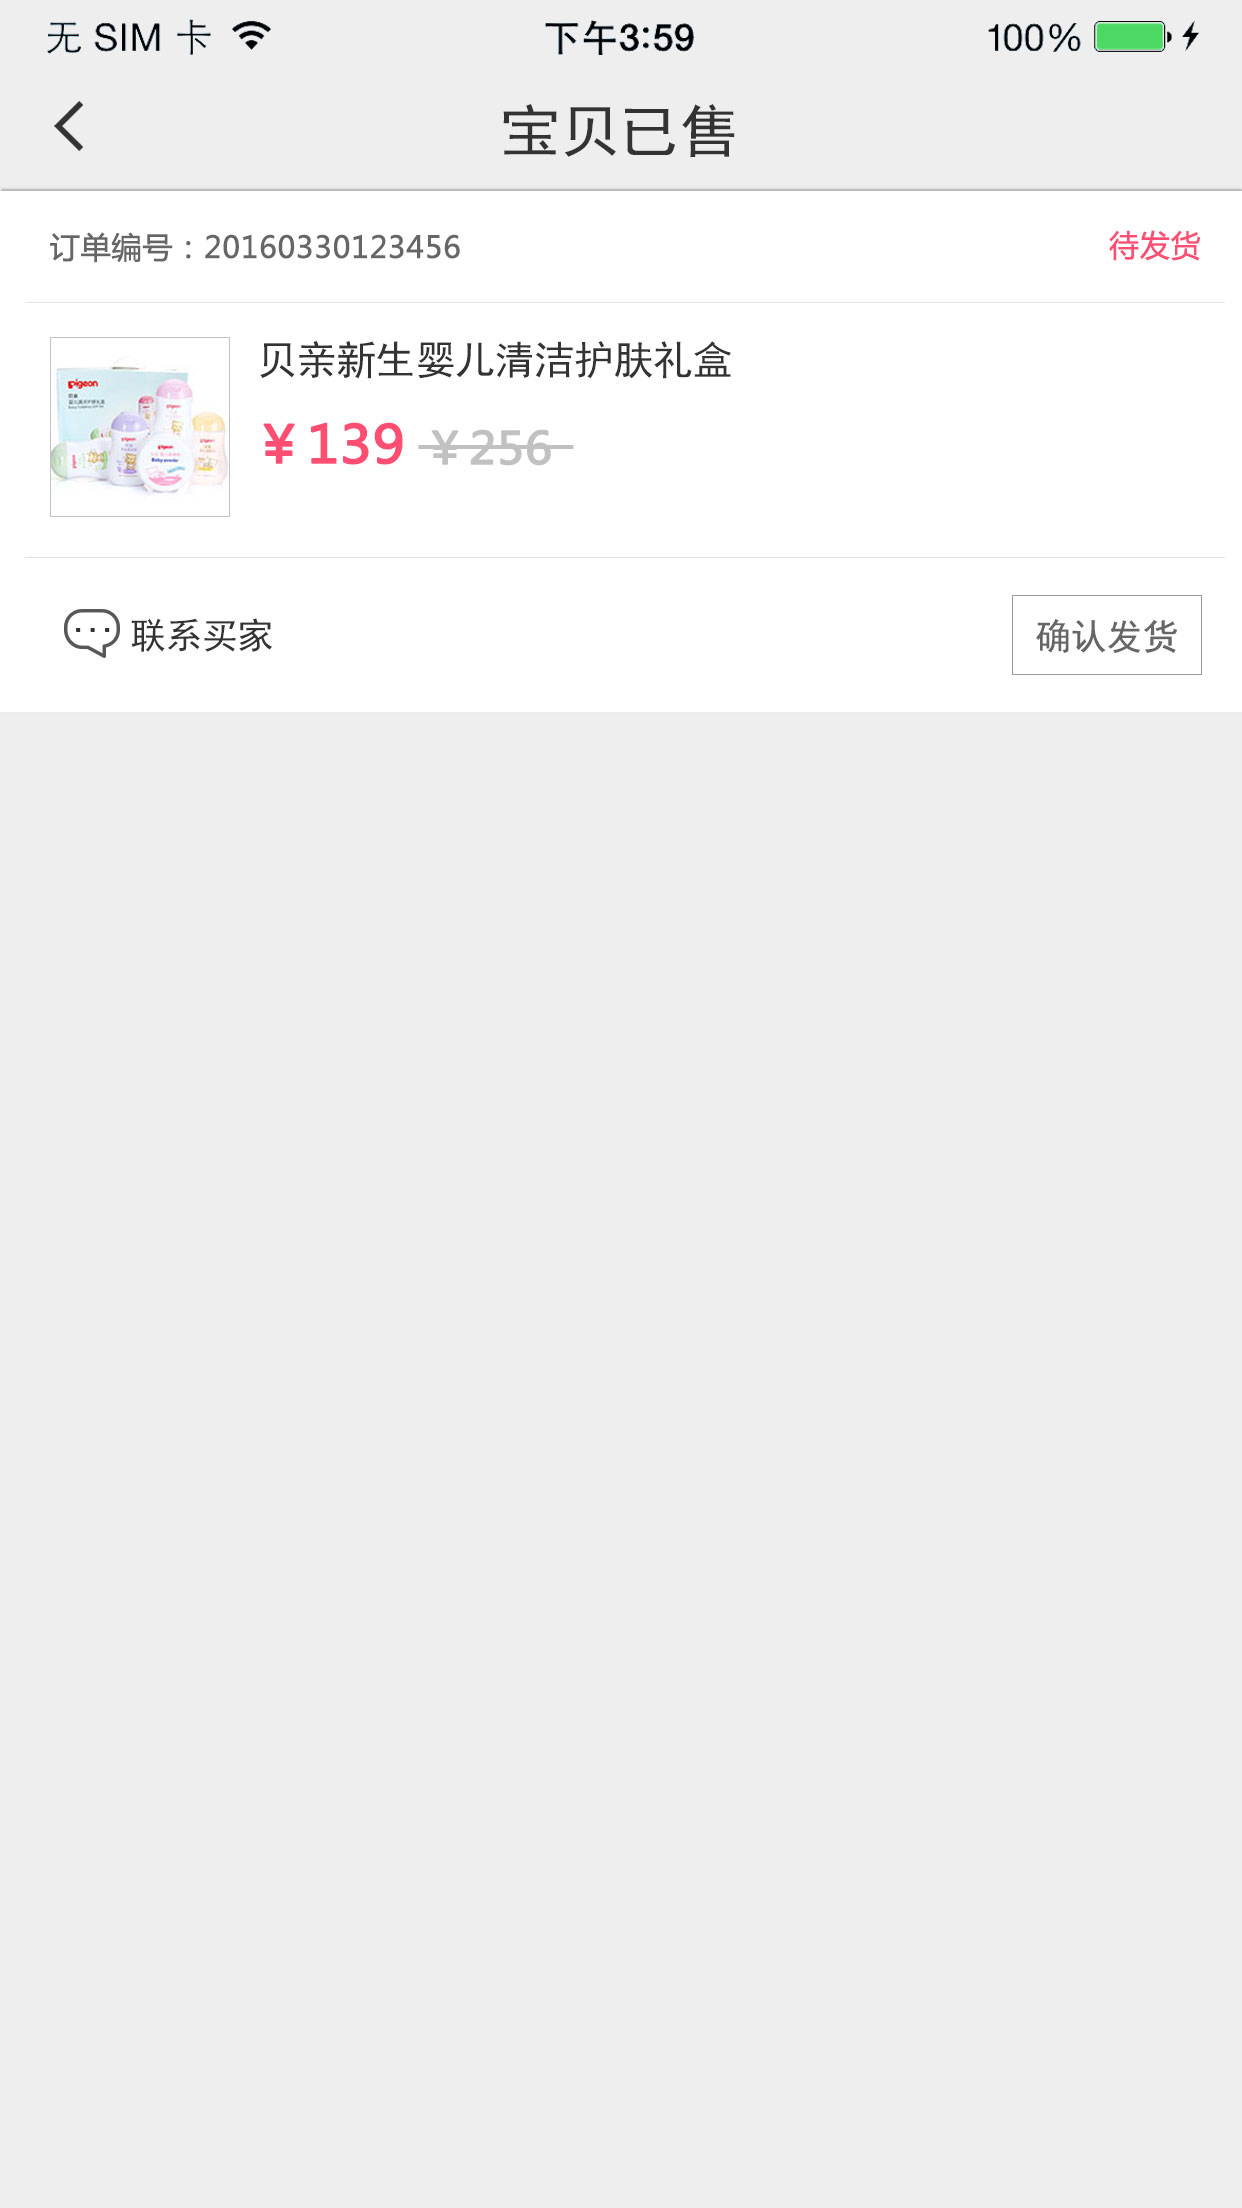 无 SIM 卡 下午3:59 100%
宝贝已售
订单编号：20160330123456 待发货
贝亲新生婴儿清洁护肤礼盒
¥139 ¥256
pigeon
联系买家 确认发货